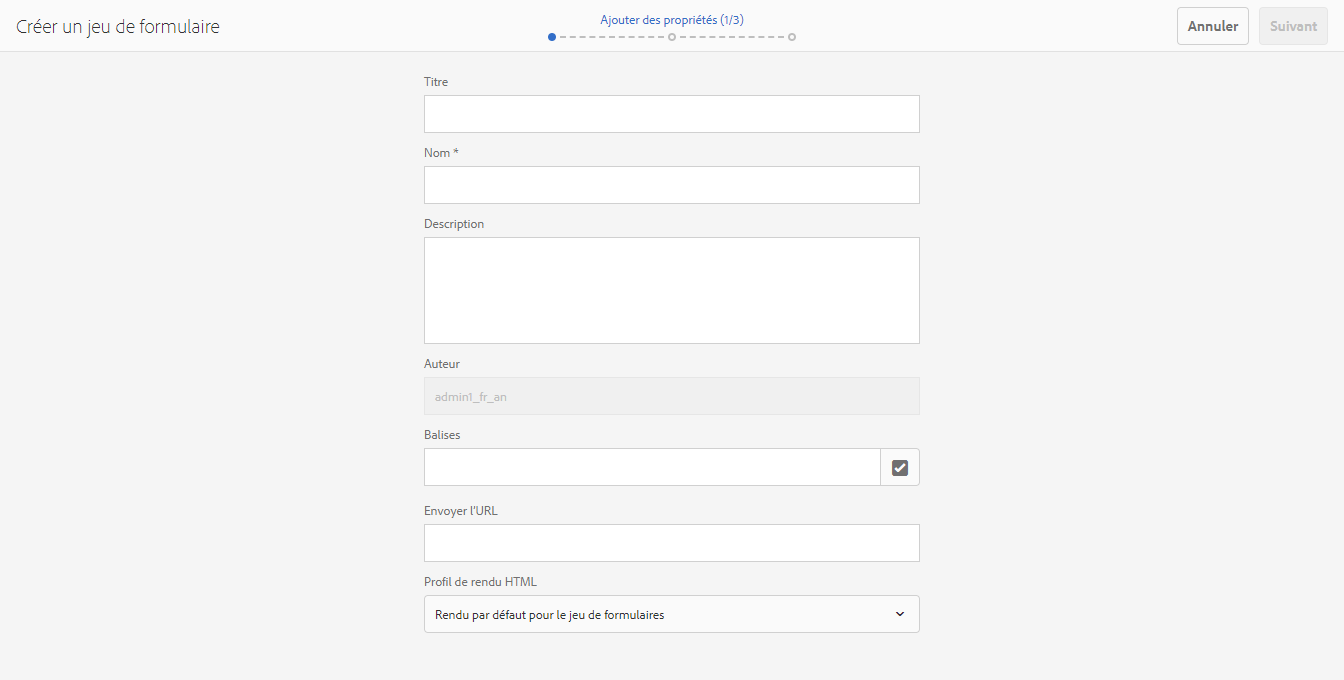 Créer un jeu de formulaire
Ajouter des propriétés (1/3)
Annuler
Suivant
Titre
Nom *
Description
Auteur
admin1_fr_an
Balises
Envoyer l'URL
Profil de rendu HTML
Rendu par défaut pour le jeu de formulaires